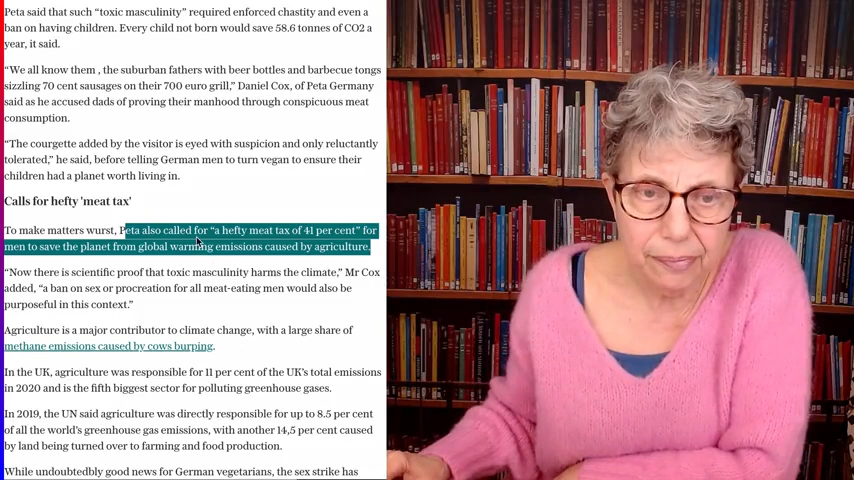 Peta said that such “toxic masculinity” required enforced chastity and even a
ban on having children. Every child not born would save 58.6 tonnes of CO2 a
year, it said.
“We all know them , the suburban fathers with beer bottles and barbecue tongs
sizzling 70 cent sausages on their 700 euro grill,” Daniel Cox, of Peta Germany
said as he accused dads of proving their manhood through conspicuous meat
consumption.
“The courgette added by the visitor is eyed with suspicion and only reluctantly
tolerated,” he said, before telling German men to turn vegan to ensure their
children had a planet worth living in.
Calls for hefty 'meat tax'
To make matters wurst, Peta also called for “a hefty meat tax of 41 per cent” for
men to save the planet from global warming emissions caused by agriculture.
“Now there is scientific proof that toxic masculinity harms the climate,” Mr Cox
added, “a ban on sex or procreation for all meat-eating men would also be
purposeful in this context.”
Agriculture is a major contributor to climate change, with a large share of
methane emissions caused by cows burping.
In the UK, agriculture was responsible for 11 per cent of the UK's total emissions
in 2020 and is the fifth biggest sector for polluting greenhouse gases.
In 2019, the UN said agriculture was directly responsible for up to 8.5 per cent
of all the world's greenhouse gas emissions, with another 14,5 per cent caused
by land being turned over to farming and food production.
While undoubtedly good news for German vegetarians, the sex strike has